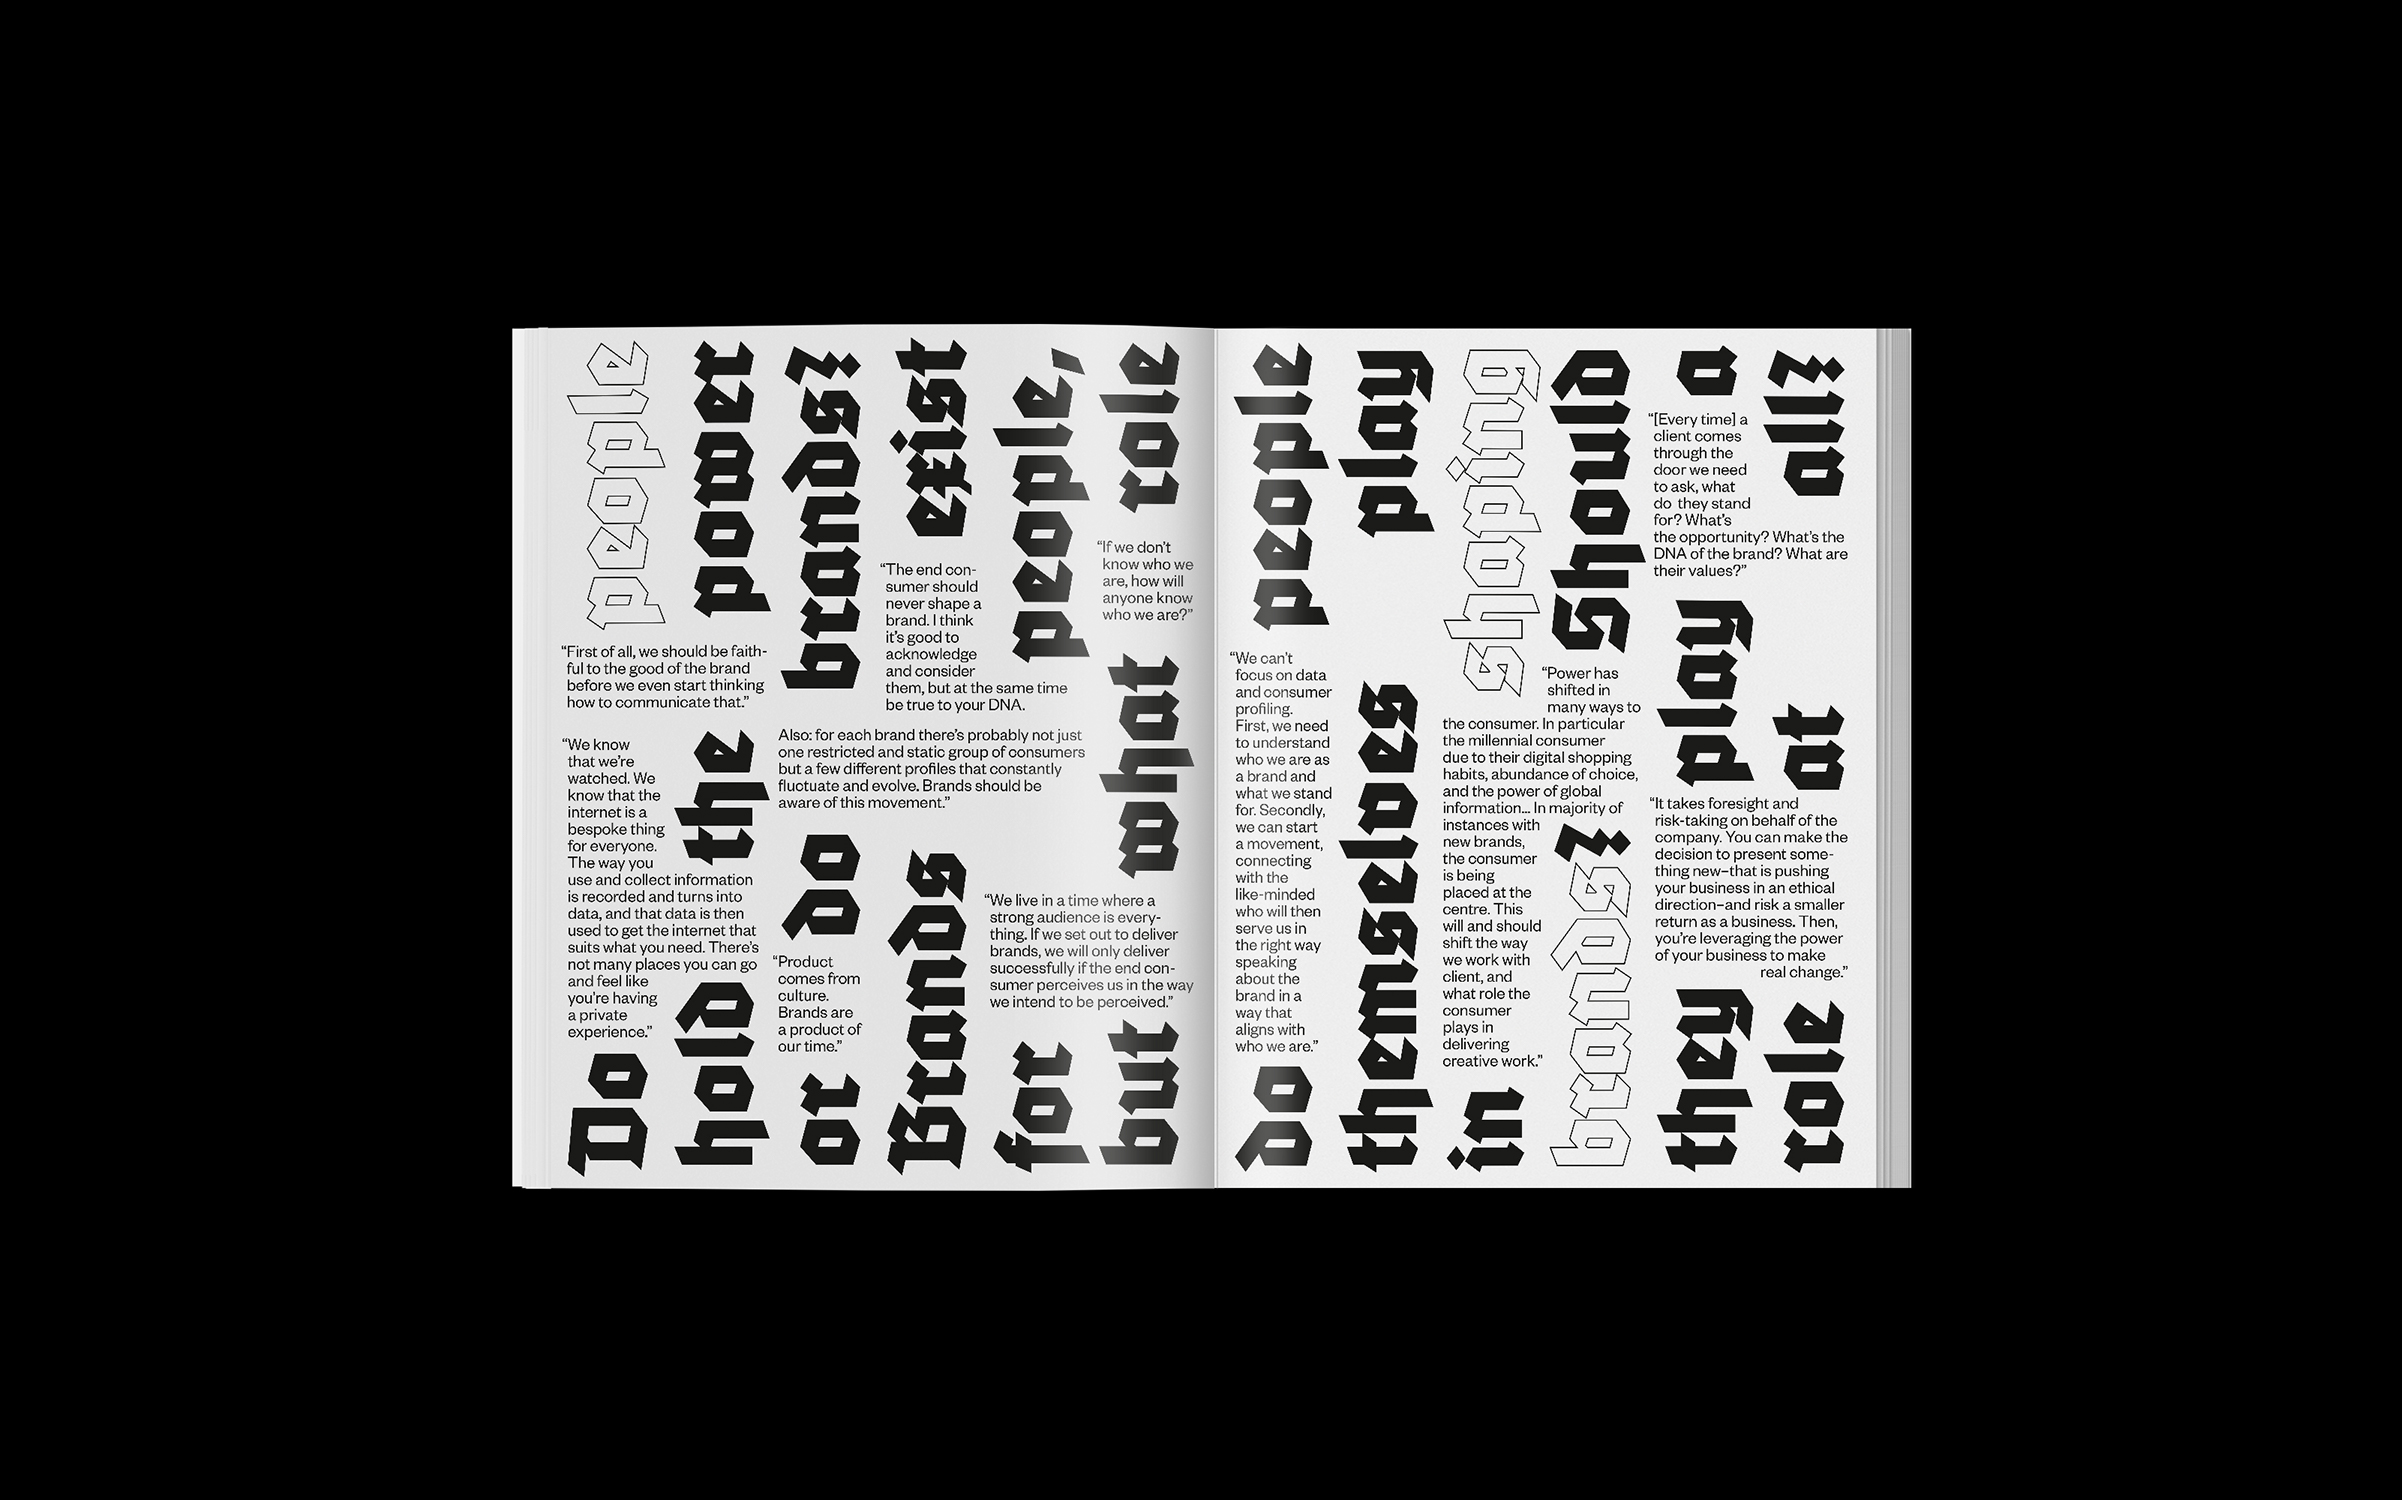 Do people
hold the power
or do brands?
Brands exist
for people,
but what role
do people
themselves play
in shaping
brands? Should
they play a
role at all?
“First of all, we should be faith-
ful to the good of the brand
before we even start thinking
how to communicate that.”
“We know
that we’re
watched. We
know that the
internet is a
bespoke thing
for everyone.
The way you
use and collect information
is recorded and turns into
data, and that data is then
used to get the internet that
suits what you need. There’s
not many places you can go
and feel like
you’re having
a private
experience.”
“The end con-
sumer should
never shape a
brand. I think
it’s good to
acknowledge
and consider
them, but at the same time
be true to your DNA.
Also: for each brand there’s probably not just
one restricted and static group of consumers
but a few different profiles that constantly
fluctuate and evolve. Brands should be
aware of this movement.”
“Product
comes from
culture.
Brands are
a product of
our time.”
“If we don’t
know who we
are, how will
anyone know
who we are?”
“We live in a time where a
strong audience is every-
thing. If we set out to deliver
brands, we will only deliver
successfully if the end con-
sumer perceives us in the way
we intend to be perceived.”
“We can’t
focus on data
and consumer
profiling.
First, we need
to understand
who we are as
a brand and
what we stand
for. Secondly,
we can start
a movement,
connecting
with the
like-minded
who will then
serve us in
the right way
speaking
about the
brand in a
way that
aligns with
who we are.”
“Power has
shifted in
many ways to
the consumer. In particular
the millennial consumer
due to their digital shopping
habits, abundance of choice,
and the power of global
information... In majority of
instances with
new brands,
the consumer
is being
placed at the
centre. This
will and should
shift the way
we work with
client, and
what role the
consumer
plays in
delivering
creative work.”
“[Every time] a
client comes
through the
door we need
to ask, what
do they stand
for? What’s
the opportunity? What’s the
DNA of the brand? What are
their values?”
“It takes foresight and
risk-taking on behalf of the
company. You can make the
decision to present some-
thing new–that is pushing
your business in an ethical
direction–and risk a smaller
return as a business. Then,
you’re leveraging the power
of your business to make
real change.”